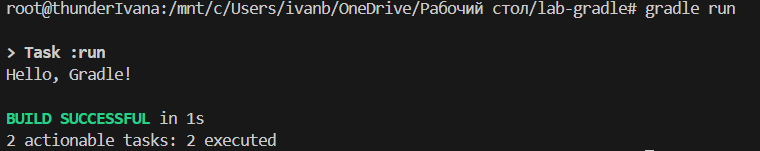 root@thunderIvana:/mnt/c/Users/ivanb/OneDrive/Рабочий стол/lab-gradle# gradle run
> Task :run
Hello, Gradle!
BUILD SUCCESSFUL in 1s
2 actionable tasks: 2 executed